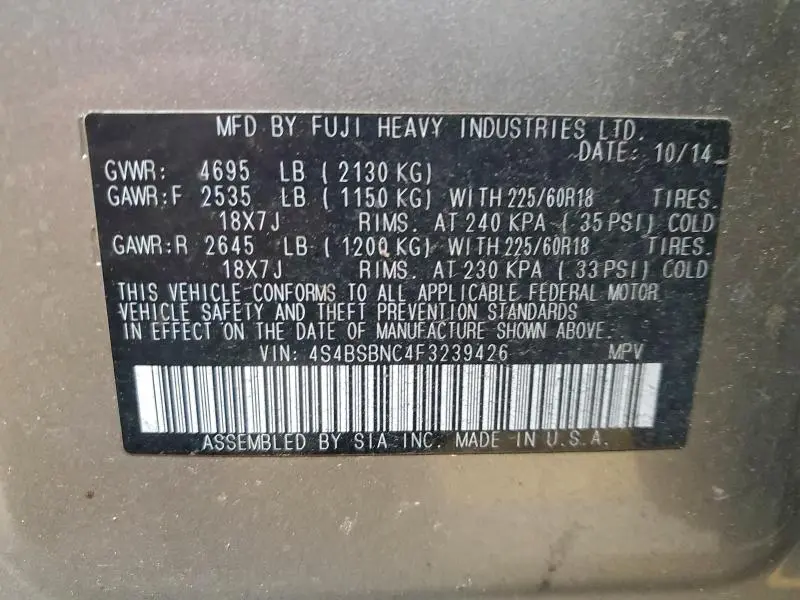 MFD BY FUJI HEAVY INDUSTRIES LTD.
DATE: 10/14
GVWR: 4695 LB ( 2130 KG)
GAWR:F 2535 LB ( 1150 KG) WITH 225/60R18 TIRES.
18X7J RIMS. AT 240 KPA ( 35 PSI) COLD
GAWR:R 2645 LB ( 1200 KG) WITH 225/60R18 TIRES.
18X7J RIMS. AT 230 KPA ( 33 PSI) COLD
THIS VEHICLE CONFORMS TO ALL APPLICABLE FEDERAL MOTOR
VEHICLE SAFETY AND THEFT PREVENTION STANDARDS
IN EFFECT ON THE DATE OF MANUFACTURE SHOWN ABOVE.
VIN: 4S4BSBNC4F3239426 MPV
ASSEMBLED BY SIA INC. MADE IN U.S.A.